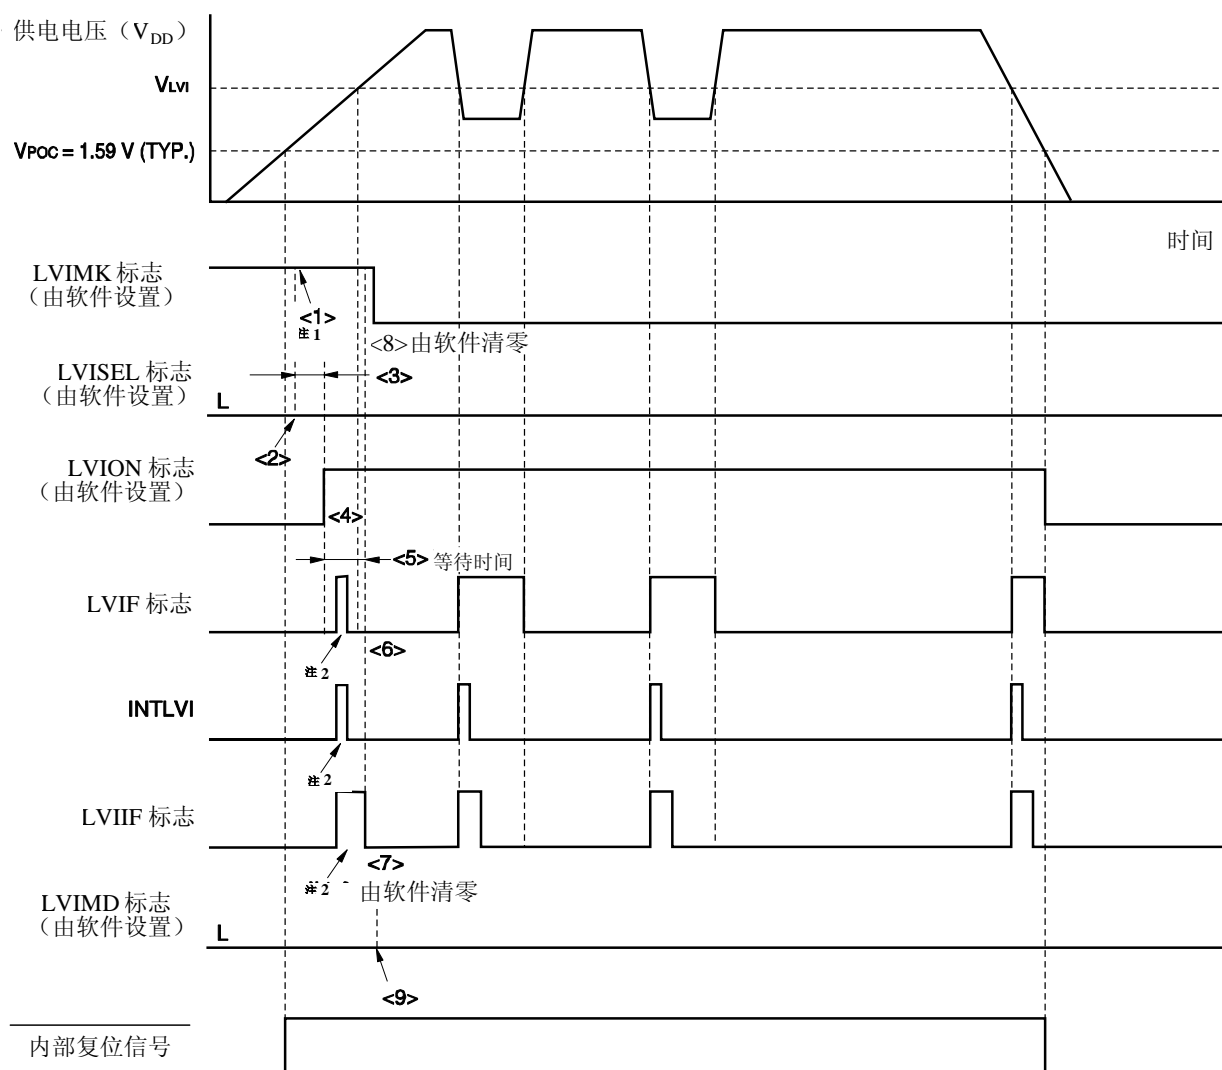 供电电压（VDD）
VLVI
VPOC = 1.59 V (TYP.)
时间
LVIMK 标志
（由软件设置）
<1>
注 1
<8>由软件清零
LVISEL 标志
（由软件设置）
L
<3>
<2>
LVION 标志
（由软件设置）
<4>
<5> 等待时间
LVIF 标志
注 2
<6>
INTLVI
注 2
LVIIF 标志
<7>
注 2
由软件清零
LVIMD 标志
（由软件设置）
L
<9>
内部复位信号